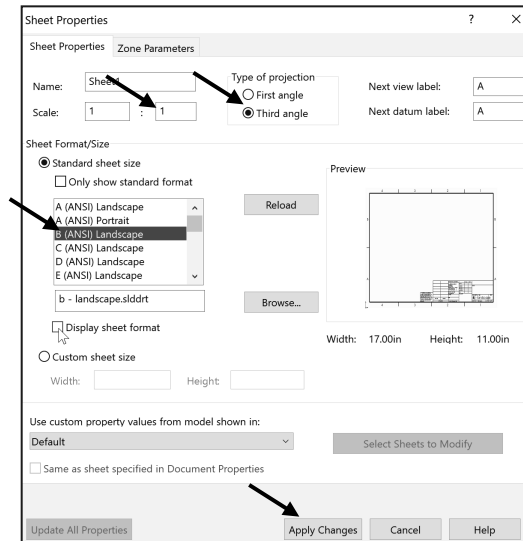 Sheet Properties ? ×
Sheet Properties Zone Parameters
Name: Sheet1
Scale: 1 : 1
Type of projection
First angle
Third angle
Next view label: A
Next datum label: A
Sheet Format/Size
Standard sheet size
Only show standard format
A (ANSI) Landscape
A (ANSI) Portrait
B (ANSI) Landscape
C (ANSI) Landscape
D (ANSI) Landscape
E (ANSI) Landscape
b - landscape.slddrt
Display sheet format
Custom sheet size
Width: Height:
Reload
Browse...
Preview
Width: 17.00in Height: 11.00in
Use custom property values from model shown in:
Default
Select Sheets to Modify
Same as sheet specified in Document Properties
Update All Properties Apply Changes Cancel Help